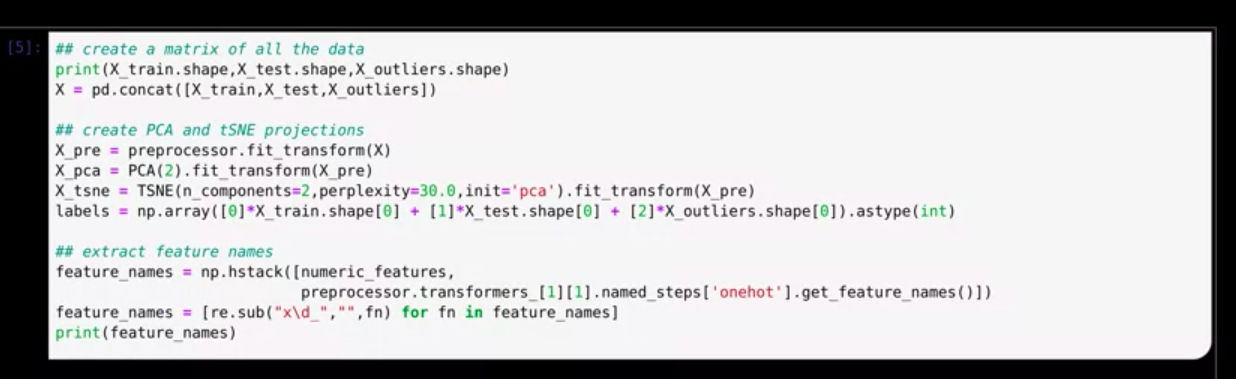 [5]:
## create a matrix of all the data
print(X_train.shape,X_test.shape,X_outliers.shape)
X = pd.concat([X_train,X_test,X_outliers])
## create PCA and tSNE projections
X_pre = preprocessor.fit_transform(X)
X_pca = PCA(2).fit_transform(X_pre)
X_tsne = TSNE(n_components=2,perplexity=30.0,init='pca').fit_transform(X_pre)
labels = np.array([0]*X_train.shape[0] + [1]*X_test.shape[0] + [2]*X_outliers.shape[0]).astype(int)
## extract feature names
feature_names = np.hstack([numeric_features,
preprocessor.transformers_[1][1].named_steps['onehot'].get_feature_names()])
feature_names = [re.sub("x\d_","",fn) for fn in feature_names]
print(feature_names)